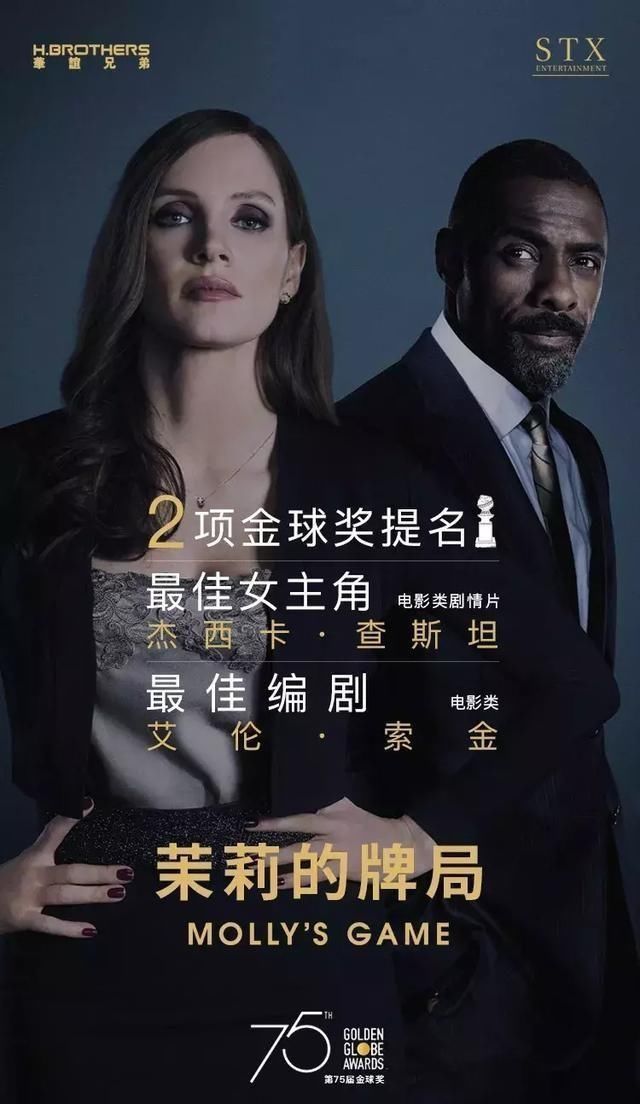 H.BROTHERS
華誼兄弟
STX
ENTERTAINMENT
2项金球奖提名
最佳女主角 电影类剧情片
杰西卡·查斯坦
最佳编剧 电影类
艾伦·索金
茉莉的牌局
MOLLY'S GAME
75TH
GOLDEN
GLOBE
AWARDS
第75届金球奖